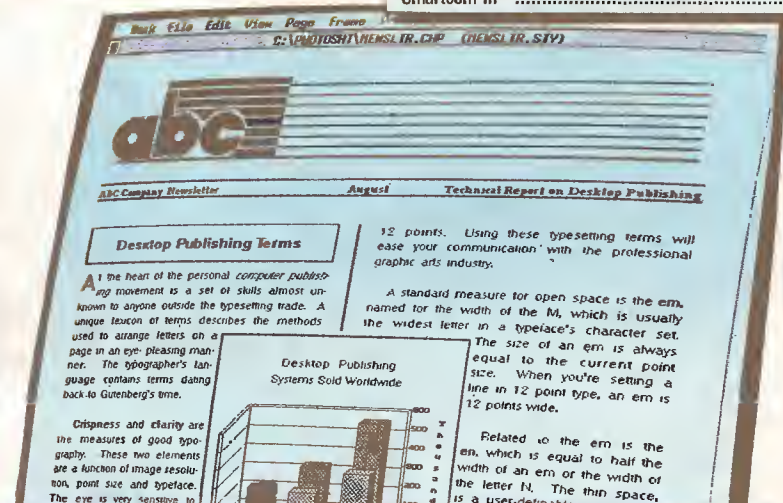 Smartcom III
Desk File Edit View Page Frame
C:\PHOTOSHT\NEWSLTR.CHP (NEWSLTR.STY)
abc
ABC Company Newsletter August Technical Report on Desktop Publishing
Desktop Publishing Terms
At the heart of the personal computer publish-
ing movement is a set of skills almost un-
known to anyone outside the typesetting trade. A
unique lexicon of terms describes the methods
used to arrange letters on a
page in an eye-pleasing man-
ner. The typographer's lan-
guage contains terms dating
back to Gutenberg's time.
Crispness and clarity are
the measures of good typo-
graphy. These two elements
are a function of image resolu-
tion, point size and typeface.
The eye is very sensitive to
Desktop Publishing
Systems Sold Worldwide
600
500
400
300
200
12 points. Using these typesetting terms will
ease your communication with the professional
graphic arts industry.
A standard measure for open space is the em,
named for the width of the M, which is usually
the widest letter in a typeface's character set.
The size of an em is always
equal to the current point
size. When you're setting a
line in 12 point type, an em is
12 points wide.
Related to the em is the
en, which is equal to half the
width of an em or the width of
the letter N. The thin space,
is a user-definable